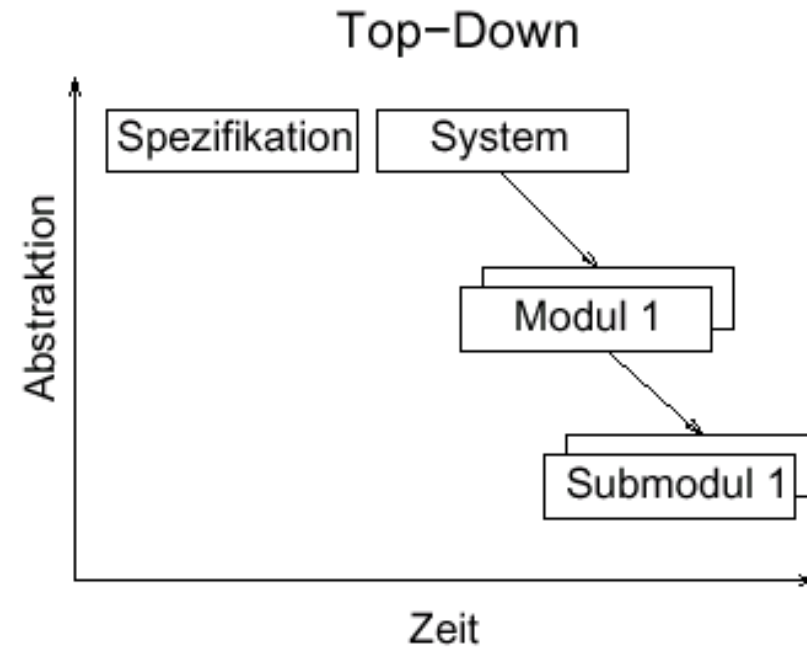 Top-Down
Spezifikation
System
Abstraktion
Modul 1
Submodul 1
Zeit